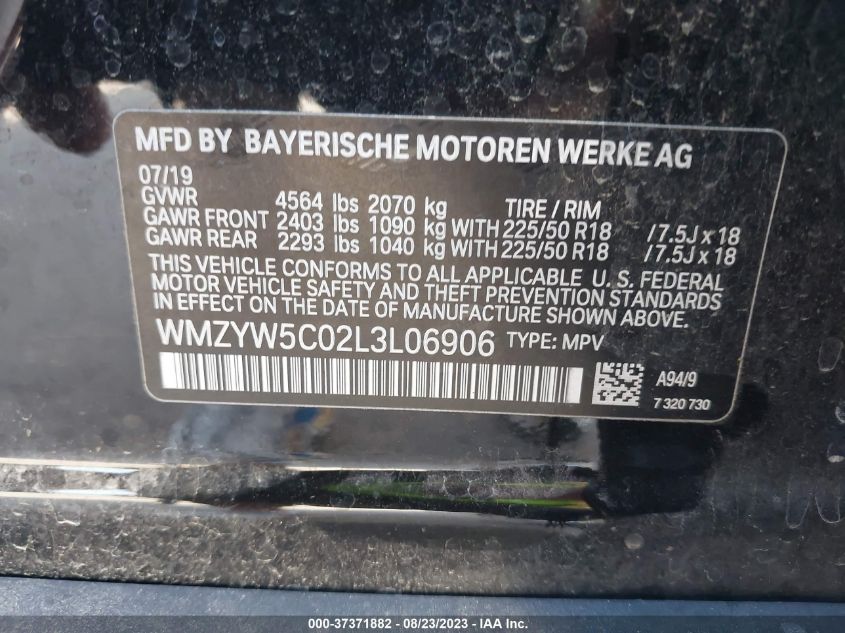 MFD BY BAYERISCHE MOTOREN WERKE AG
07/19
GVWR 4564 lbs 2070 kg TIRE / RIM
GAWR FRONT 2403 lbs 1090 kg WITH 225/50 R18 / 7.5J x 18
GAWR REAR 2293 lbs 1040 kg WITH 225/50 R18 / 7.5J x 18
THIS VEHICLE CONFORMS TO ALL APPLICABLE U. S. FEDERAL
MOTOR VEHICLE SAFETY AND THEFT PREVENTION STANDARDS
IN EFFECT ON THE DATE OF MANUFACTURE SHOWN ABOVE.
WMZYW5C02L3L06906 TYPE: MPV
A94/9
7 320 730
000-37371882 / 08/23/2023 / IAA Inc.